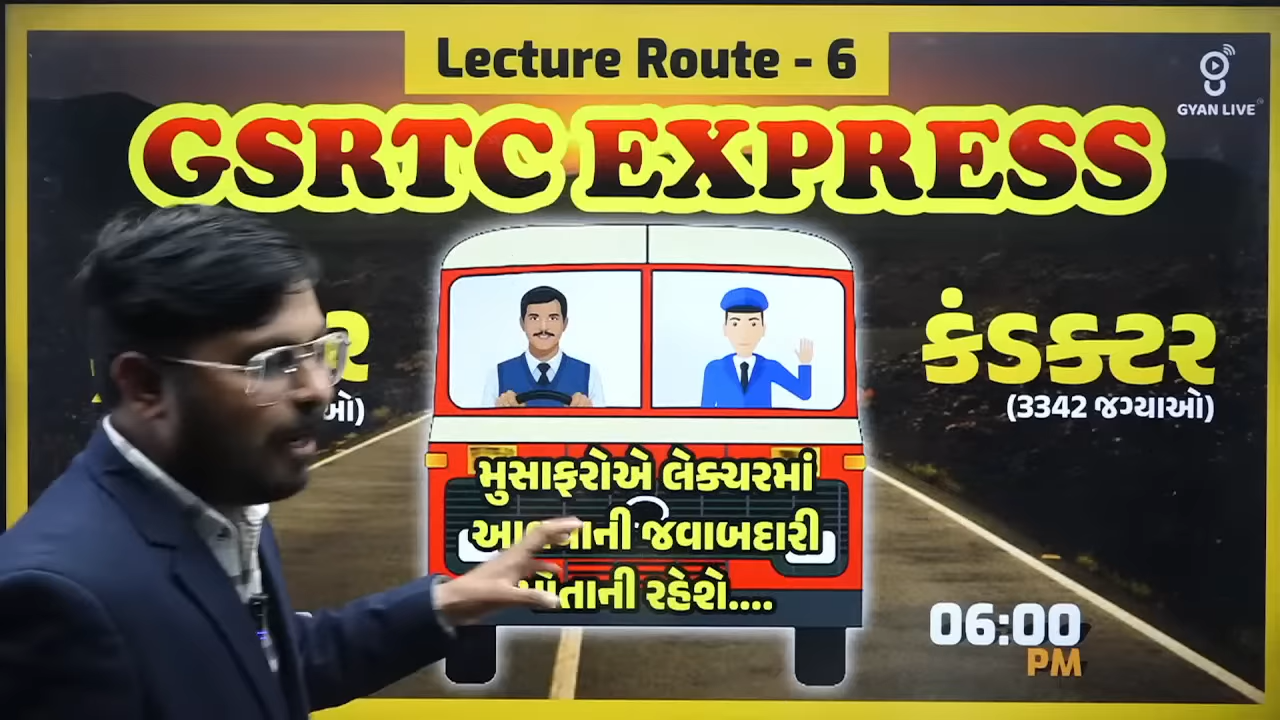 Lecture Route - 6
GYAN LIVE
GSRTC EXPRESS
કંડક્ટર
(3342 જગ્યાઓ)
મુસાફરોએ લેક્ચરમાં
જવાબદારી
રહેશે....
06:00
PM